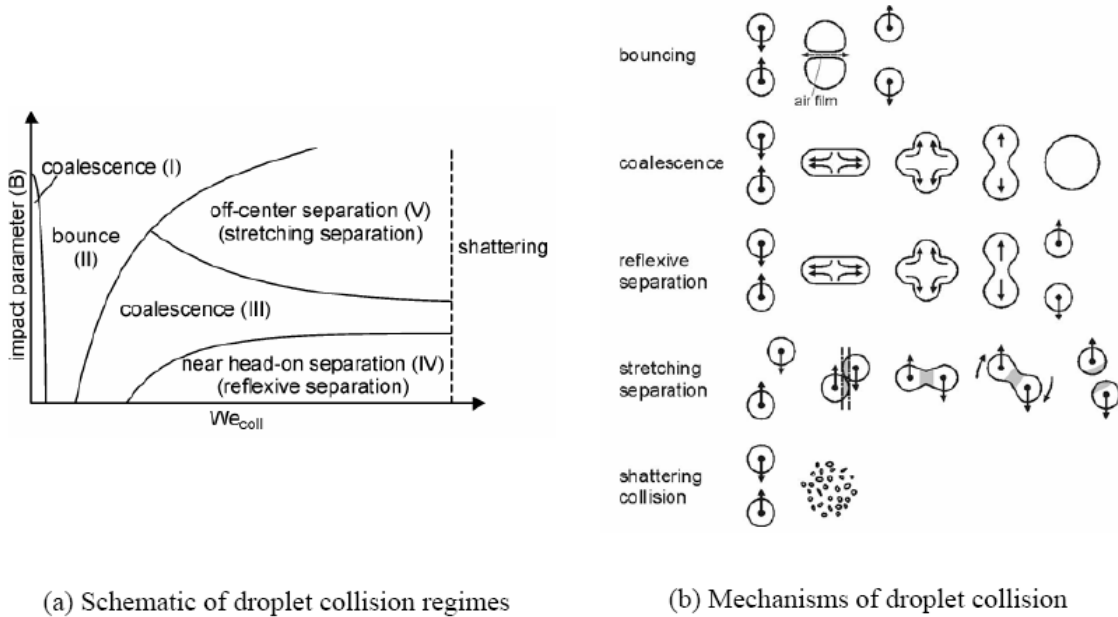 impact parameter (B)
coalescence (I)
bounce
(II)
off-center separation (V)
(stretching separation)
shattering
coalescence (III)
near head-on separation (IV)
(reflexive separation)
We_coll
(a) Schematic of droplet collision regimes
bouncing
air film
coalescence
reflexive
separation
stretching
separation
shattering
collision
(b) Mechanisms of droplet collision